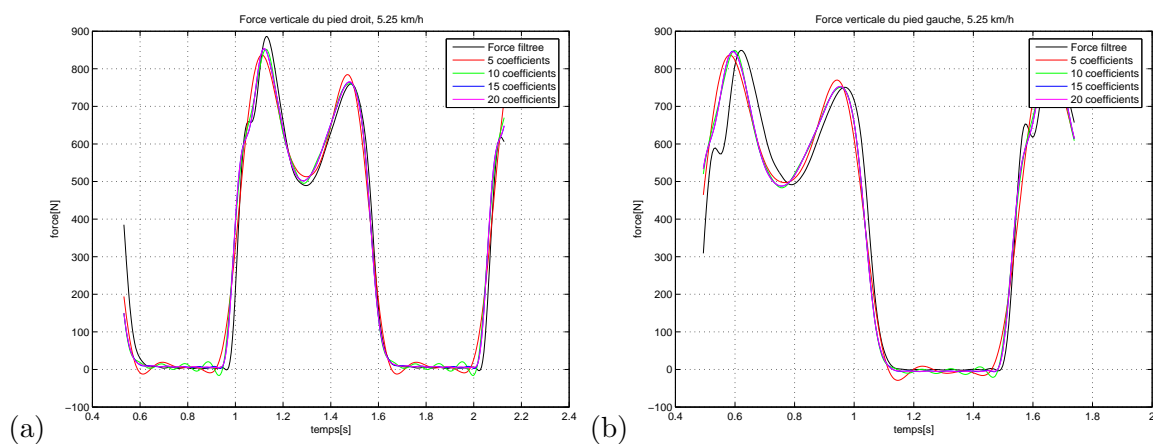 Force verticale du pied droit, 5.25 km/h
900
800
700
600
500
400
300
200
100
0
−100
force[N]
0.4 0.6 0.8 1 1.2 1.4 1.6 1.8 2 2.2 2.4
temps[s]
Force filtree
5 coefficients
10 coefficients
15 coefficients
20 coefficients
(a)
Force verticale du pied gauche, 5.25 km/h
900
800
700
600
500
400
300
200
100
0
−100
force[N]
0.4 0.6 0.8 1 1.2 1.4 1.6 1.8 2
temps[s]
Force filtree
5 coefficients
10 coefficients
15 coefficients
20 coefficients
(b)